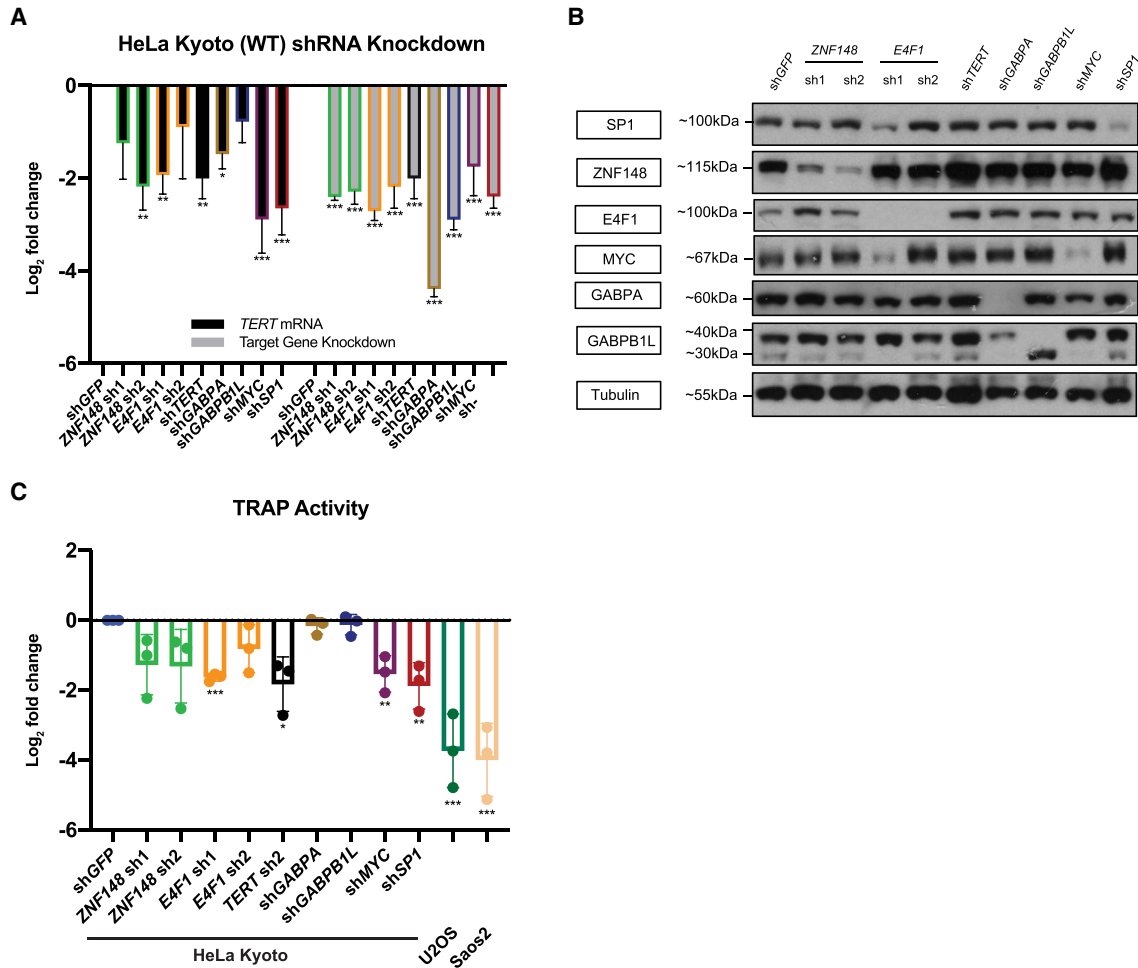 A
HeLa Kyoto (WT) shRNA Knockdown
0
-2
-4
-6
Log2 fold change
** ** ** * *** *** *** *** *** *** *** *** *** *** ***
TERT mRNA
Target Gene Knockdown
shGFP
ZNF148 sh1
ZNF148 sh2
E4F1 sh1
E4F1 sh2
shTERT
shGABPA
shGABPB1L
shMYC
shSP1
shGFP
ZNF148 sh1
ZNF148 sh2
E4F1 sh1
E4F1 sh2
shTERT
shGABPA
shGABPB1L
shMYC
sh-
B
ZNF148 E4F1
shGFP sh1 sh2 sh1 sh2 shTERT shGABPA shGABPB1L shMYC shSP1
SP1 ~100kDa
ZNF148 ~115kDa
E4F1 ~100kDa
MYC ~67kDa
GABPA ~60kDa
GABPB1L ~40kDa
~30kDa
Tubulin ~55kDa
C
TRAP Activity
2
0
-2
-4
-6
Log2 fold change
*** * ** ** *** ***
shGFP
ZNF148 sh1
ZNF148 sh2
E4F1 sh1
E4F1 sh2
TERT sh2
shGABPA
shGABPB1L
shMYC
shSP1
U2OS
Saos2
HeLa Kyoto